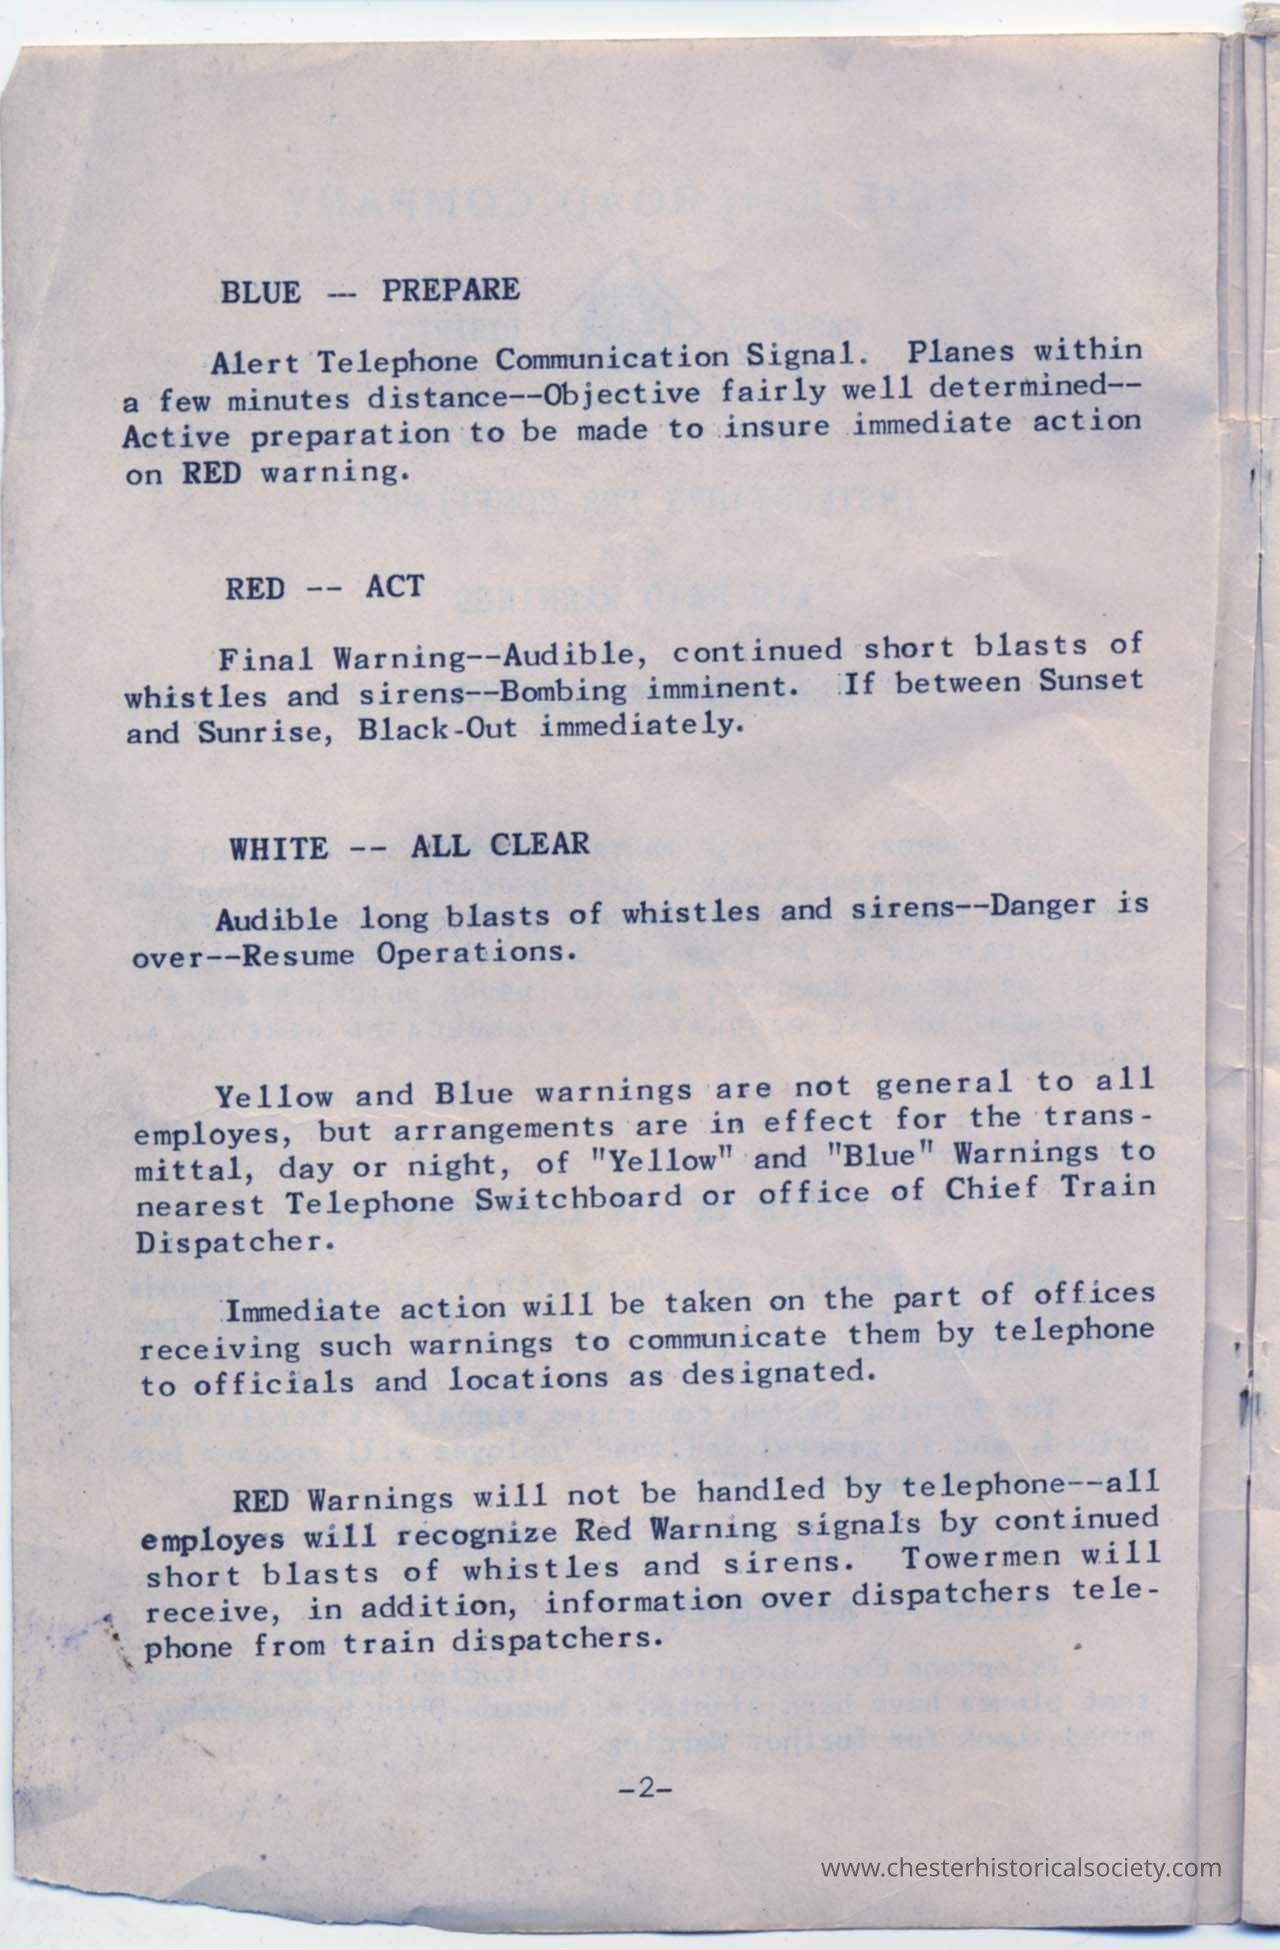 BLUE -- PREPARE
Alert Telephone Communication Signal. Planes within
a few minutes distance--Objective fairly well determined--
Active preparation to be made to insure immediate action
on RED warning.
RED -- ACT
Final Warning--Audible, continued short blasts of
whistles and sirens--Bombing imminent. If between Sunset
and Sunrise, Black-Out immediately.
WHITE -- ALL CLEAR
Audible long blasts of whistles and sirens--Danger is
over--Resume Operations.
Yellow and Blue warnings are not general to all
employes, but arrangements are in effect for the trans-
mittal, day or night, of "Yellow" and "Blue" Warnings to
nearest Telephone Switchboard or office of Chief Train
Dispatcher.
Immediate action will be taken on the part of offices
receiving such warnings to communicate them by telephone
to officials and locations as designated.
RED Warnings will not be handled by telephone--all
employes will recognize Red Warning signals by continued
short blasts of whistles and sirens. Towermen will
receive, in addition, information over dispatchers tele-
phone from train dispatchers.
-2-
www.chesterhistoricalsociety.com